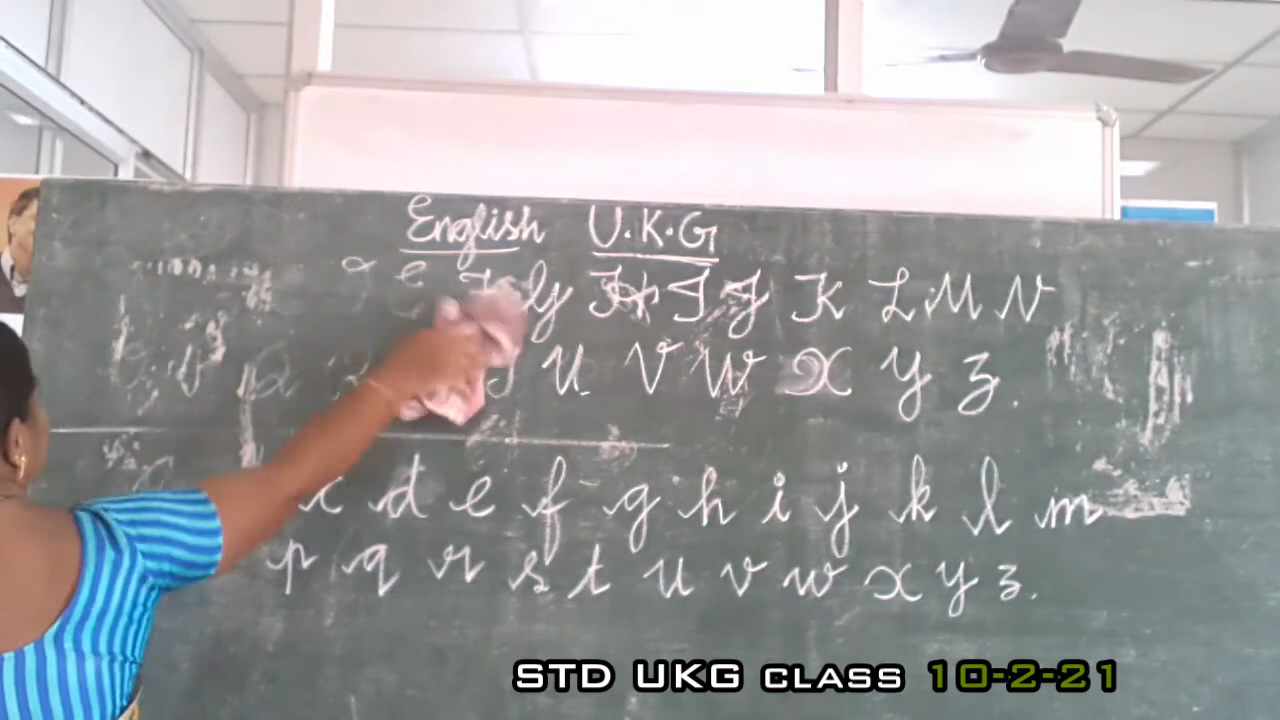 English U.K.G
E F G H I J K L M N
T U V W X Y Z.
c d e f g h i j k l m
p q r s t u v w x y z.
STD UKG CLASS 10-2-21